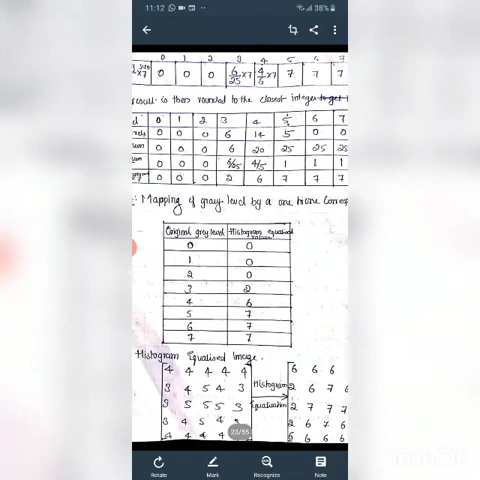 11:12 38%
0 1 2 3 4 5 6 7
×7 0 0 0 6/25 ×7 4/5 ×7 7 7 7
result is then rounded to the closest integer to get
0 1 2 3 4 5 6 7
0 0 0 6 14 5 0 0
0 0 0 6 20 25 25 25
0 0 0 6/25 4/5 1 1 1
0 0 0 2 6 7 7 7
Mapping of gray level by a one to one
Original gray level Histogram equalised values
0 0
1 0
2 0
3 2
4 6
5 7
6 7
7 7
Histogram Equalised Image.
4 4 4 4 4 6 6 6
3 4 5 4 3 Histogram 2 6 7 6
3 5 5 5 3 Equalisation 2 7 7 7
3 4 5 4 2 6 7 6
4 4 4 6 6 6 6
23/55
Rotate Mark Recognize Note